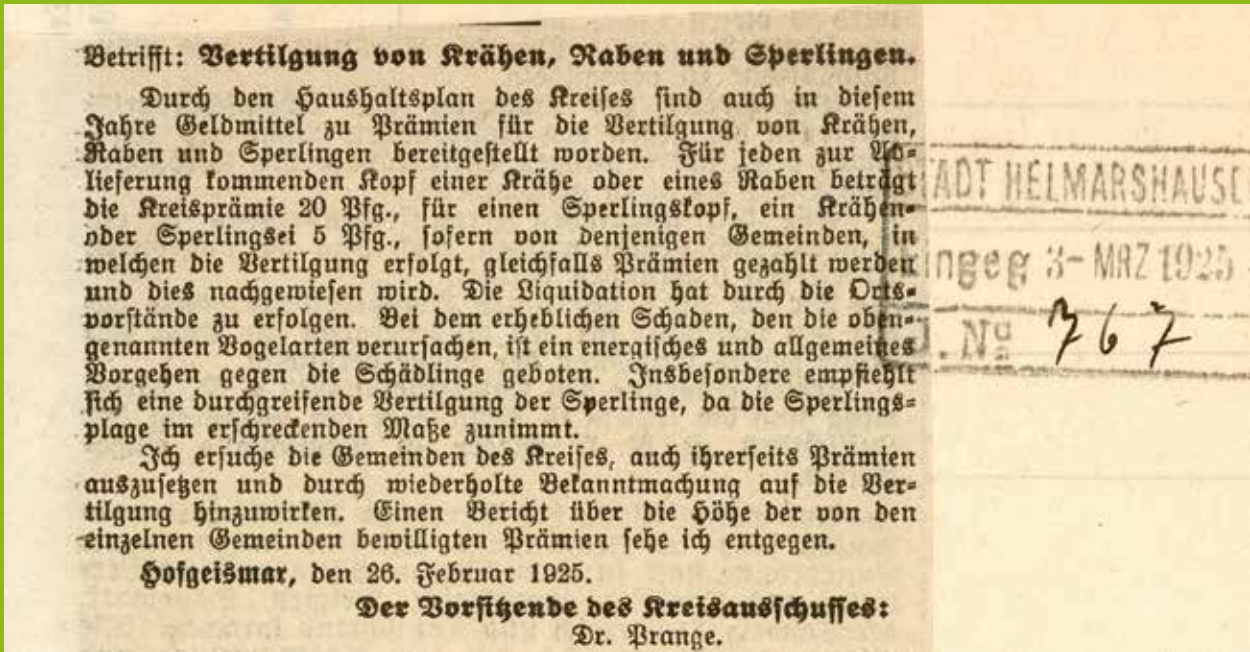 Betrifft: Vertilgung von Krähen, Raben und Sperlingen.
Durch den Haushaltsplan des Kreises sind auch in diesem
Jahre Geldmittel zu Prämien für die Vertilgung von Krähen,
Raben und Sperlingen bereitgestellt worden. Für jeden zur Ab-
lieferung kommenden Kopf einer Krähe oder eines Raben beträgt
die Kreisprämie 20 Pfg., für einen Sperlingskopf, ein Krähen-
oder Sperlingsei 5 Pfg., sofern von denjenigen Gemeinden, in
welchen die Vertilgung erfolgt, gleichfalls Prämien gezahlt werden
und dies nachgewiesen wird. Die Liquidation hat durch die Orts-
vorstände zu erfolgen. Bei dem erheblichen Schaden, den die oben-
genannten Vogelarten verursachen, ist ein energisches und allgemeines
Vorgehen gegen die Schädlinge geboten. Insbesondere empfiehlt
sich eine durchgreifende Vertilgung der Sperlinge, da die Sperlings-
plage im erschreckenden Maße zunimmt.
Ich ersuche die Gemeinden des Kreises, auch ihrerseits Prämien
auszusetzen und durch wiederholte Bekanntmachung auf die Ver-
tilgung hinzuwirken. Einen Bericht über die Höhe der von den
einzelnen Gemeinden bewilligten Prämien sehe ich entgegen.
Hofgeismar, den 26. Februar 1925.
Der Vorsitzende des Kreisausschusses:
Dr. Prange.
TADT HELMARSHAUSE
ingeg 3-MRZ 1925
J. Nº 767